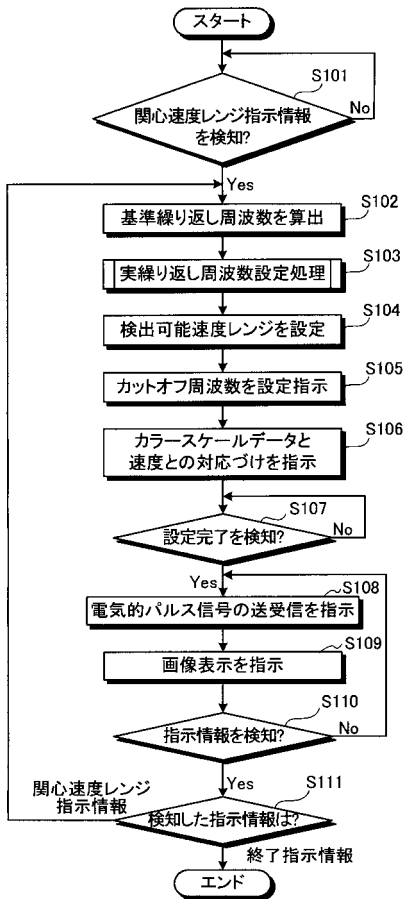 スタート
S101
関心速度レンジ指示情報
を検知?
No
Yes
基準繰り返し周波数を算出
S102
実繰り返し周波数設定処理
S103
検出可能速度レンジを設定
S104
カットオフ周波数を設定指示
S105
カラースケールデータと
速度との対応づけを指示
S106
S107
設定完了を検知?
No
Yes
S108
電気的パルス信号の送受信を指示
S109
画像表示を指示
S110
指示情報を検知?
No
Yes
関心速度レンジ
指示情報
S111
検知した指示情報は?
終了指示情報
エンド